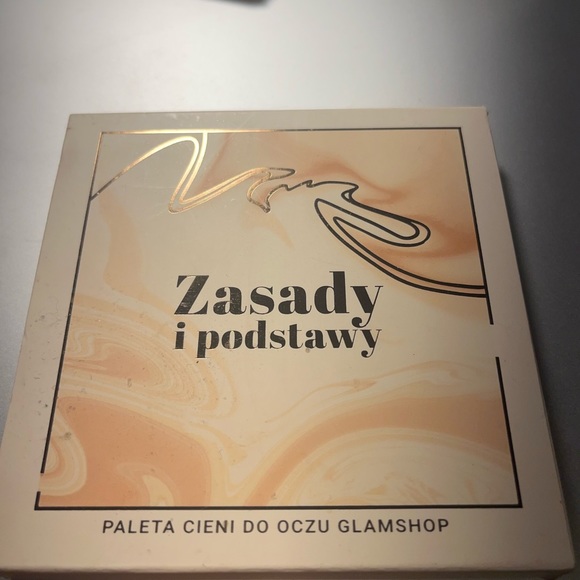 Zasady
i podstawy
PALETA CIENI DO OCZU GLAMSHOP